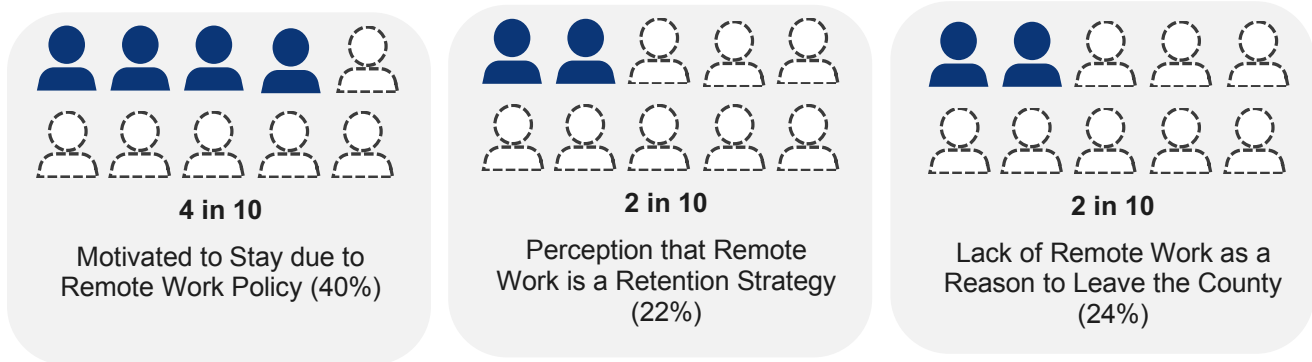 4 in 10
Motivated to Stay due to
Remote Work Policy (40%)
2 in 10
Perception that Remote
Work is a Retention Strategy
(22%)
2 in 10
Lack of Remote Work as a
Reason to Leave the County
(24%)